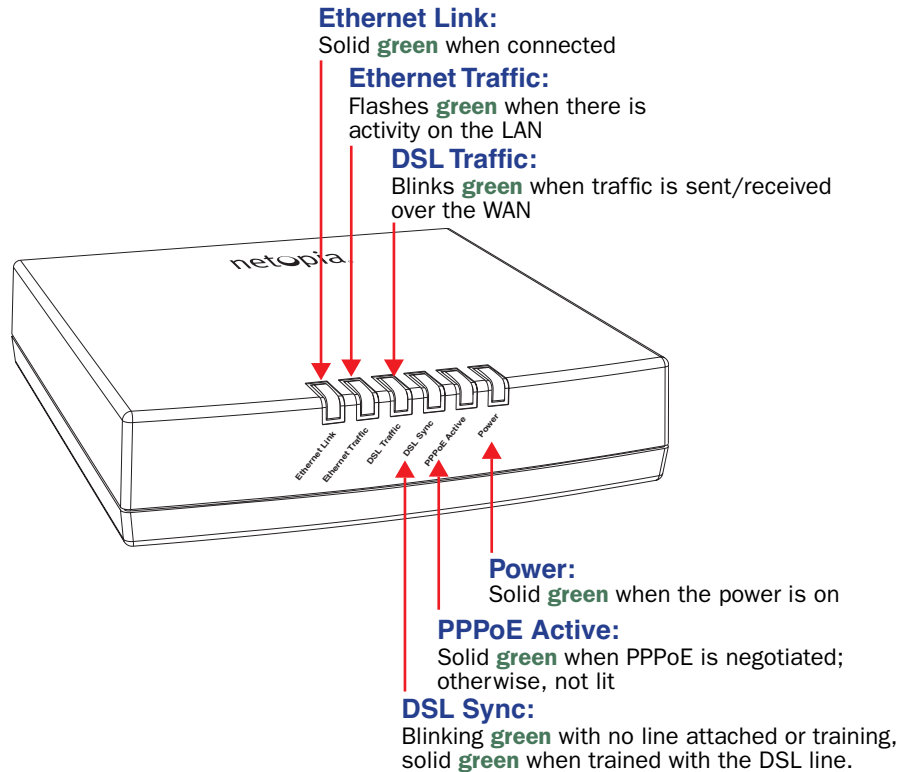 Ethernet Link:
Solid green when connected
Ethernet Traffic:
Flashes green when there is
activity on the LAN
DSL Traffic:
Blinks green when traffic is sent/received
over the WAN
netopia
Ethernet Link
Ethernet Traffic
DSL Traffic
DSL Sync
PPPoE Active
Power
Power:
Solid green when the power is on
PPPoE Active:
Solid green when PPPoE is negotiated;
otherwise, not lit
DSL Sync:
Blinking green with no line attached or training,
solid green when trained with the DSL line.